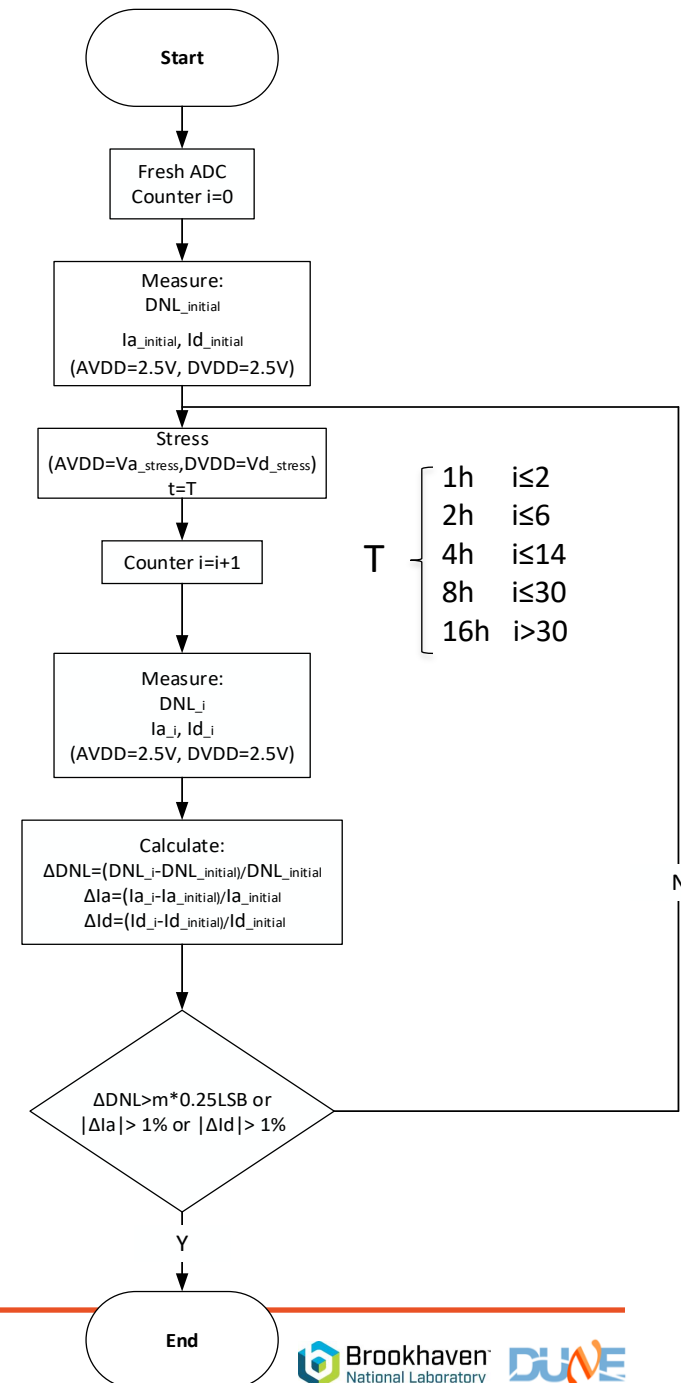 Start
Fresh ADC
Counter i=0
Measure:
DNL_initial
Ia_initial, Id_initial
(AVDD=2.5V, DVDD=2.5V)
Stress
(AVDD=Va_stress,DVDD=Vd_stress)
t=T
Counter i=i+1
T
1h i≤2
2h i≤6
4h i≤14
8h i≤30
16h i>30
Measure:
DNL_i
Ia_i, Id_i
(AVDD=2.5V, DVDD=2.5V)
Calculate:
ΔDNL=(DNL_i-DNL_initial)/DNL_initial
ΔIa=(Ia_i-Ia_initial)/Ia_initial
ΔId=(Id_i-Id_initial)/Id_initial
N
ΔDNL>m*0.25LSB or
|ΔIa|> 1% or |ΔId|> 1%
Y
End
Brookhaven
National Laboratory
DUNE